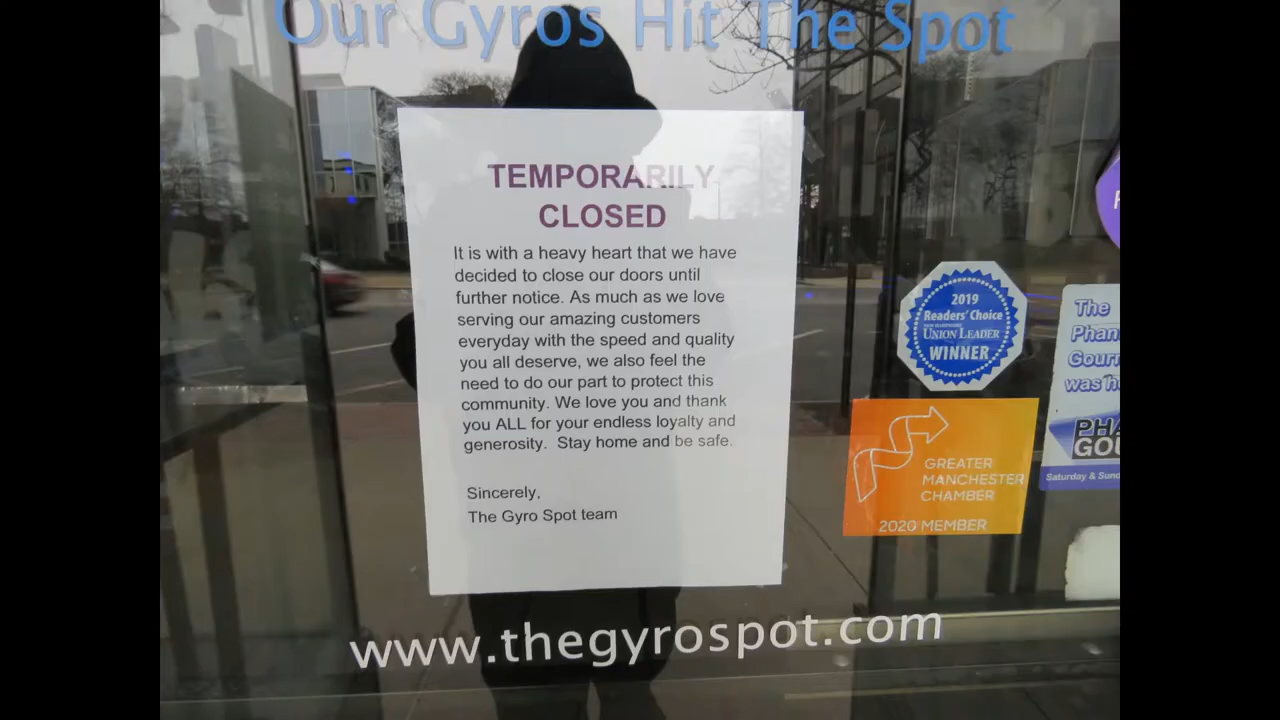 Our Gyros Hit The Spot
TEMPORARILY
CLOSED
It is with a heavy heart that we have
decided to close our doors until
further notice. As much as we love
serving our amazing customers
everyday with the speed and quality
you all deserve, we also feel the
need to do our part to protect this
community. We love you and thank
you ALL for your endless loyalty and
generosity. Stay home and be safe.
Sincerely,
The Gyro Spot team
www.thegyrospot.com
2019
Readers' Choice
NEW HAMPSHIRE
UNION LEADER
WINNER
GREATER
MANCHESTER
CHAMBER
2020 MEMBER
The
was
Saturday &